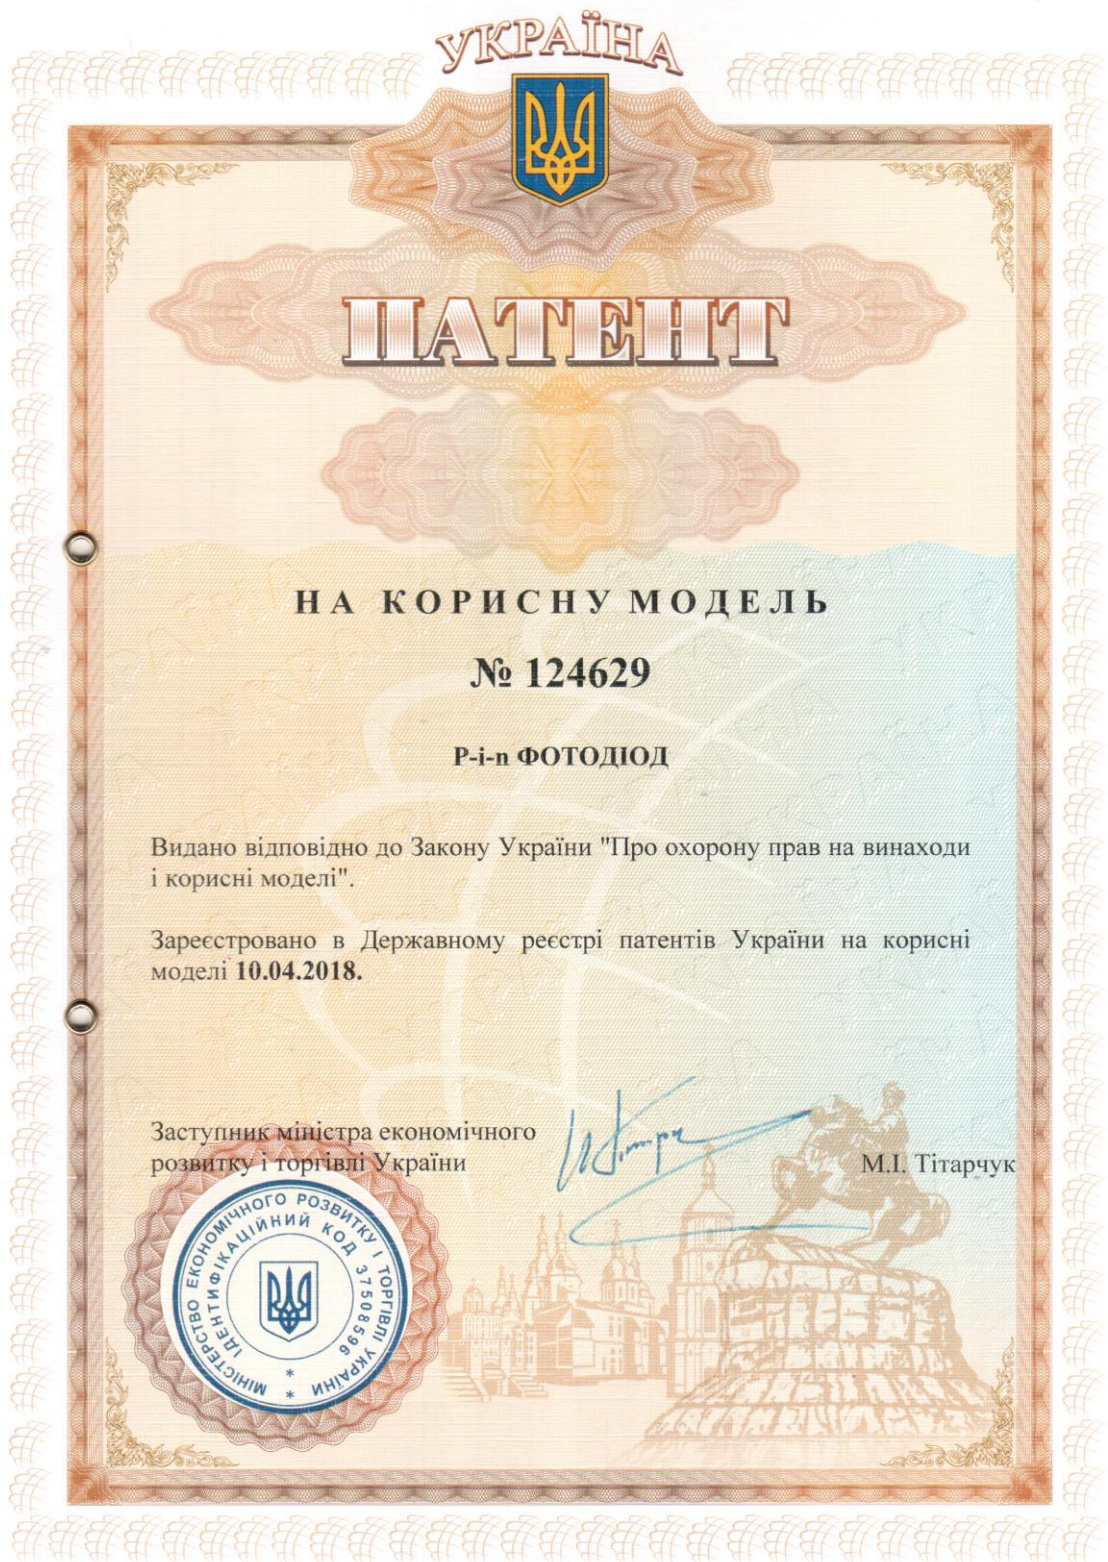 УКРАЇНА
ПАТЕНТ
НА КОРИСНУ МОДЕЛЬ
№ 124629
P-i-n ФОТОДІОД
Видано відповідно до Закону України "Про охорону прав на винаходи
і корисні моделі".
Зареєстровано в Державному реєстрі патентів України на корисні
моделі 10.04.2018.
Заступник міністра економічного
розвитку і торгівлі України
М.І. Тітарчук
МІНІСТЕРСТВО ЕКОНОМІЧНОГО РОЗВИТКУ І ТОРГІВЛІ УКРАЇНИ *
ІДЕНТИФІКАЦІЙНИЙ КОД 37508596 *